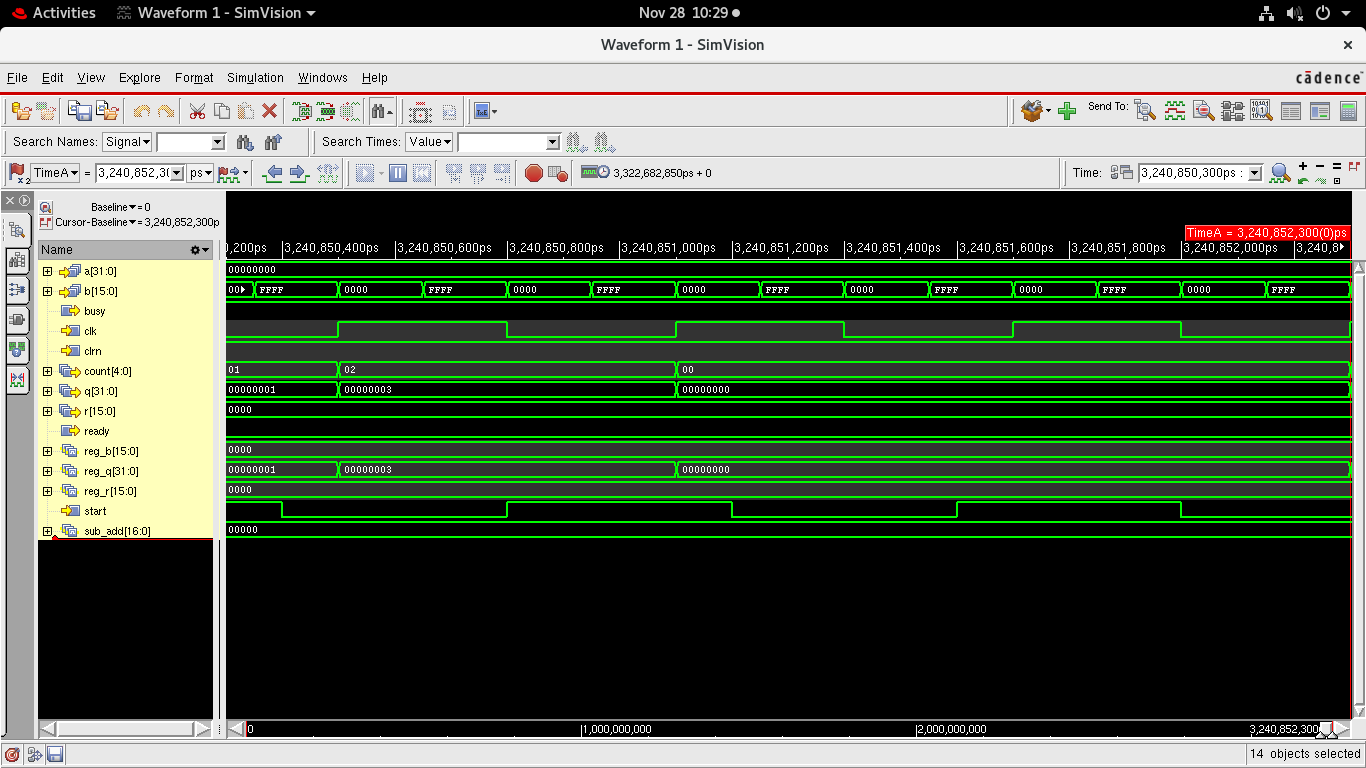 Activities Waveform 1 - SimVision Nov 28 10:29
Waveform 1 - SimVision
File Edit View Explore Format Simulation Windows Help cādence
Send To:
Search Names: Signal Search Times: Value
TimeA = 3,240,852,30 ps 3,322,682,850ps + 0 Time: 3,240,850,300ps :
Baseline = 0
Cursor-Baseline = 3,240,852,300p
TimeA = 3,240,852,300(0)ps
Name ,200ps 3,240,850,400ps 3,240,850,600ps 3,240,850,800ps 3,240,851,000ps 3,240,851,200ps 3,240,851,400ps 3,240,851,600ps 3,240,851,800ps 3,240,852,000ps 3,240,8
a[31:0] 00000000
b[15:0] 00 FFFF 0000 FFFF 0000 FFFF 0000 FFFF 0000 FFFF 0000 FFFF 0000 FFFF
busy
clk
clrn
count[4:0] 01 02 00
q[31:0] 00000001 00000003 00000000
r[15:0] 0000
ready
reg_b[15:0] 0000
reg_q[31:0] 00000001 00000003 00000000
reg_r[15:0] 0000
start
sub_add[16:0] 00000
0 1,000,000,000 2,000,000,000 3,240,852,300
14 objects selected